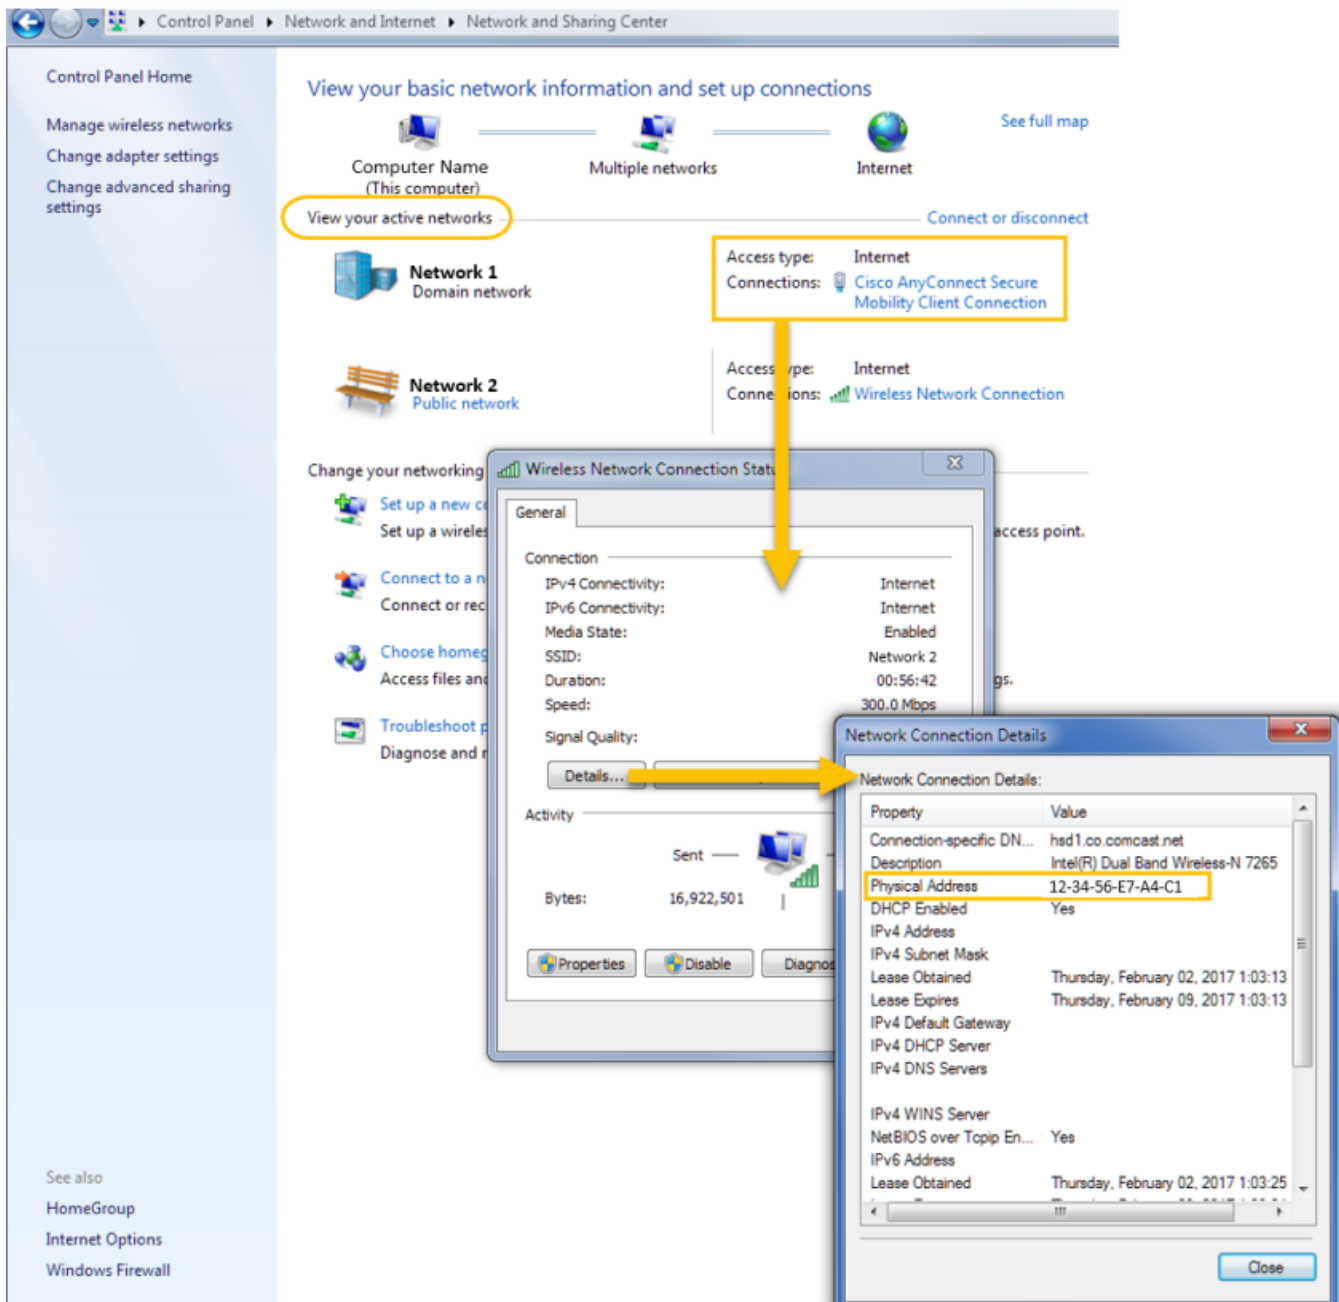 Control Panel ▸ Network and Internet ▸ Network and Sharing Center
Control Panel Home
Manage wireless networks
Change adapter settings
Change advanced sharing
settings
View your basic network information and set up connections
See full map
Computer Name
(This computer)
Multiple networks
Internet
View your active networks
Connect or disconnect
Network 1
Domain network
Access type: Internet
Connections: Cisco AnyConnect Secure
Mobility Client Connection
Network 2
Public network
Access type: Internet
Connections: Wireless Network Connection
Change your networking
Set up a new
Set up a
access point.
Connect to a
Connect or
Choose
Access files
Troubleshoot
Diagnose and
Wireless Network Connection
General
Connection
IPv4 Connectivity: Internet
IPv6 Connectivity: Internet
Media State: Enabled
SSID: Network 2
Duration: 00:56:42
Speed: 300.0 Mbps
Signal Quality:
Details...
Activity
Sent
Bytes: 16,922,501
Properties
Disable
Network Connection Details
Network Connection Details:
Property Value
Connection-specific DN... hsd1.co.comcast.net
Description Intel(R) Dual Band Wireless-N 7265
Physical Address 12-34-56-E7-A4-C1
DHCP Enabled Yes
IPv4 Address
IPv4 Subnet Mask
Lease Obtained Thursday, February 02, 2017 1:03:13
Lease Expires Thursday, February 09, 2017 1:03:13
IPv4 Default Gateway
IPv4 DHCP Server
IPv4 DNS Servers
IPv4 WINS Server
NetBIOS over Tcpip En... Yes
IPv6 Address
Lease Obtained Thursday, February 02, 2017 1:03:25
Close
See also
HomeGroup
Internet Options
Windows Firewall